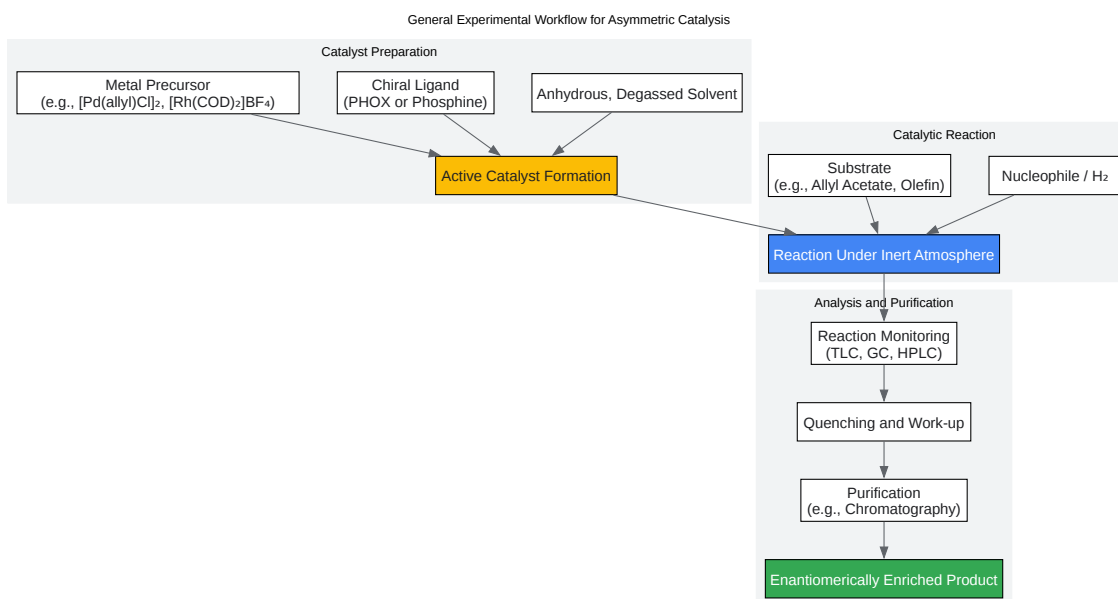 General Experimental Workflow for Asymmetric Catalysis
Catalyst Preparation
Metal Precursor
(e.g., [Pd(allyl)Cl]₂, [Rh(COD)₂]BF₄)
Chiral Ligand
(PHOX or Phosphine)
Anhydrous, Degassed Solvent
Active Catalyst Formation
Catalytic Reaction
Substrate
(e.g., Allyl Acetate, Olefin)
Nucleophile / H₂
Reaction Under Inert Atmosphere
Analysis and Purification
Reaction Monitoring
(TLC, GC, HPLC)
Quenching and Work-up
Purification
(e.g., Chromatography)
Enantiomerically Enriched Product